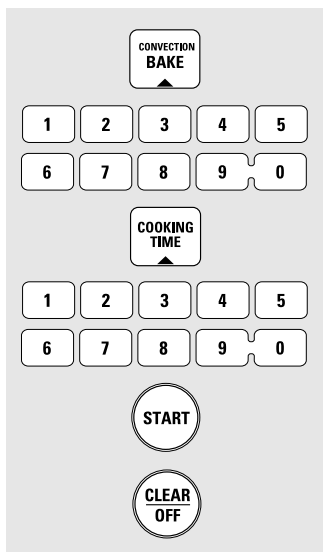 CONVECTION
BAKE
1 2 3 4 5
6 7 8 9 0
COOKING
TIME
1 2 3 4 5
6 7 8 9 0
START
CLEAR
OFF